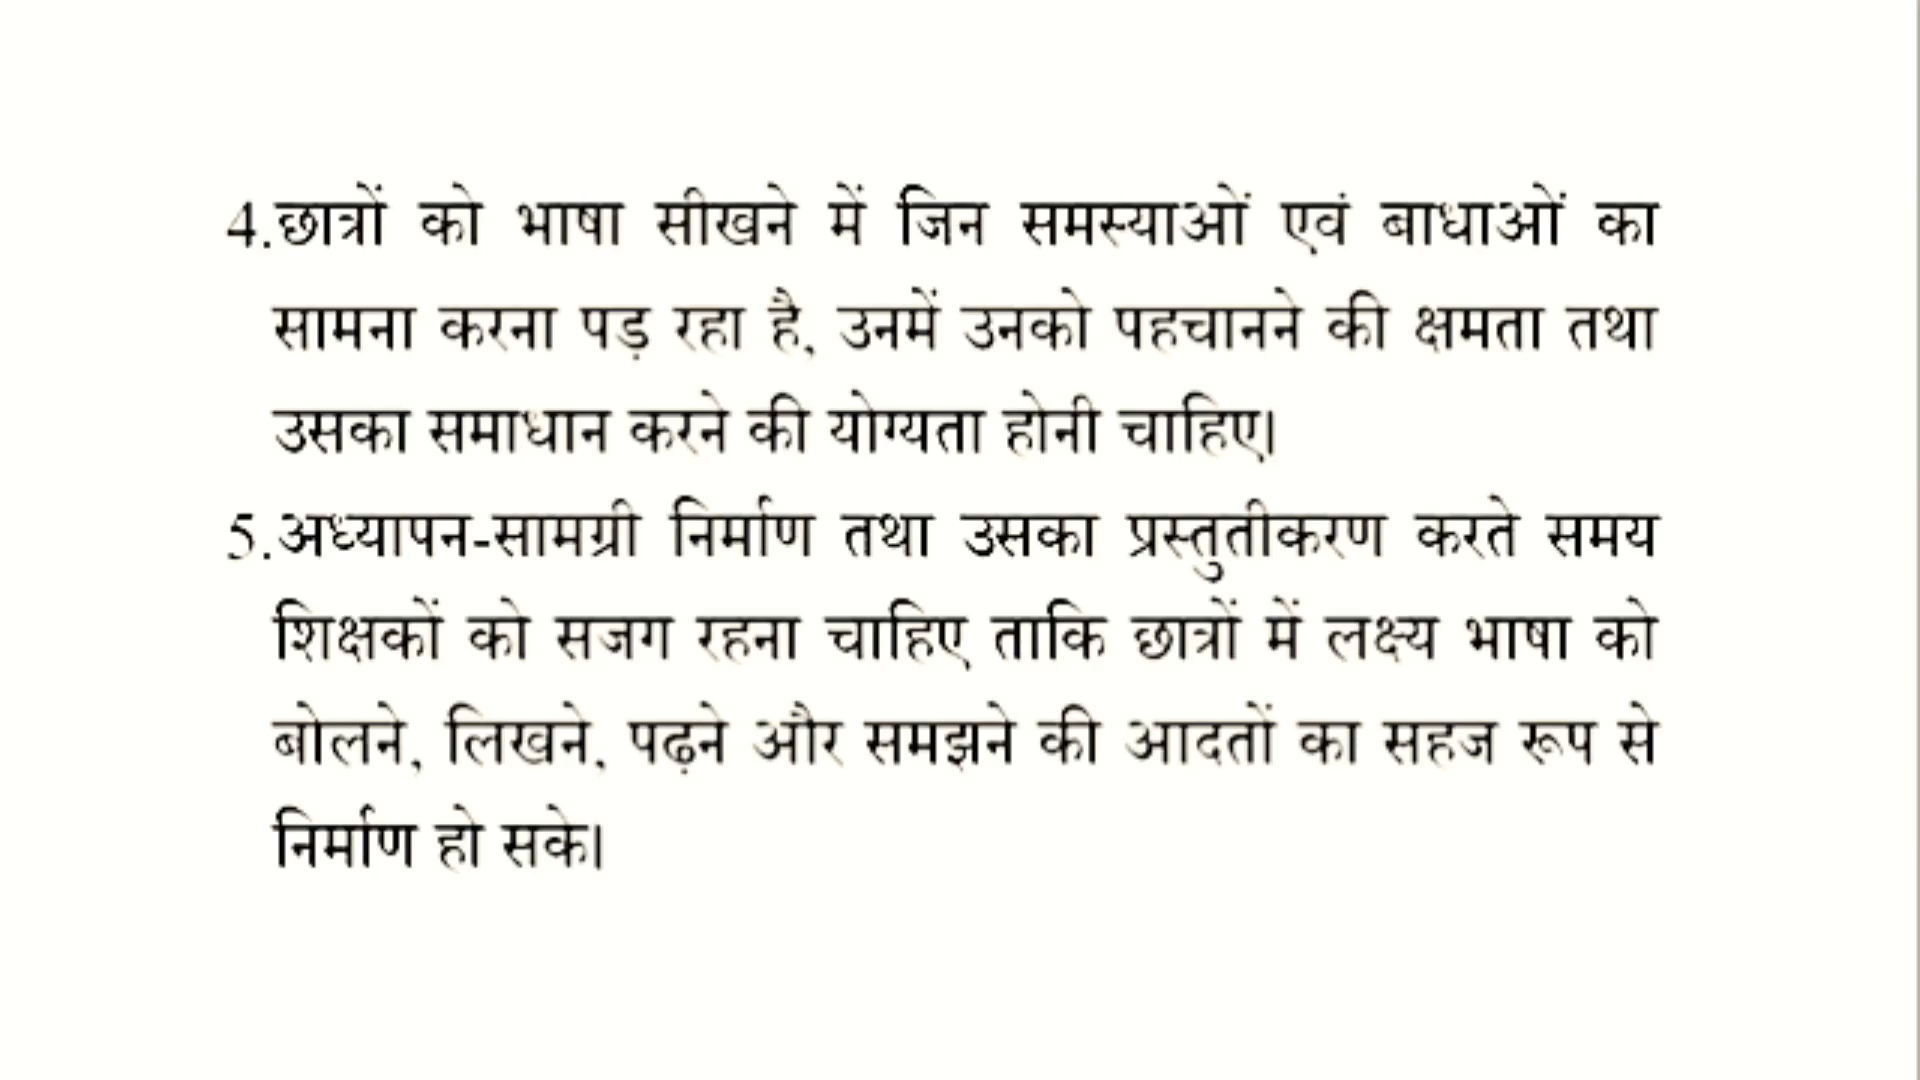 4.छात्रों को भाषा सीखने में जिन समस्याओं एवं बाधाओं का
सामना करना पड़ रहा है, उनमें उनको पहचानने की क्षमता तथा
उसका समाधान करने की योग्यता होनी चाहिए।
5.अध्यापन-सामग्री निर्माण तथा उसका प्रस्तुतीकरण करते समय
शिक्षकों को सजग रहना चाहिए ताकि छात्रों में लक्ष्य भाषा को
बोलने, लिखने, पढ़ने और समझने की आदतों का सहज रूप से
निर्माण हो सके।